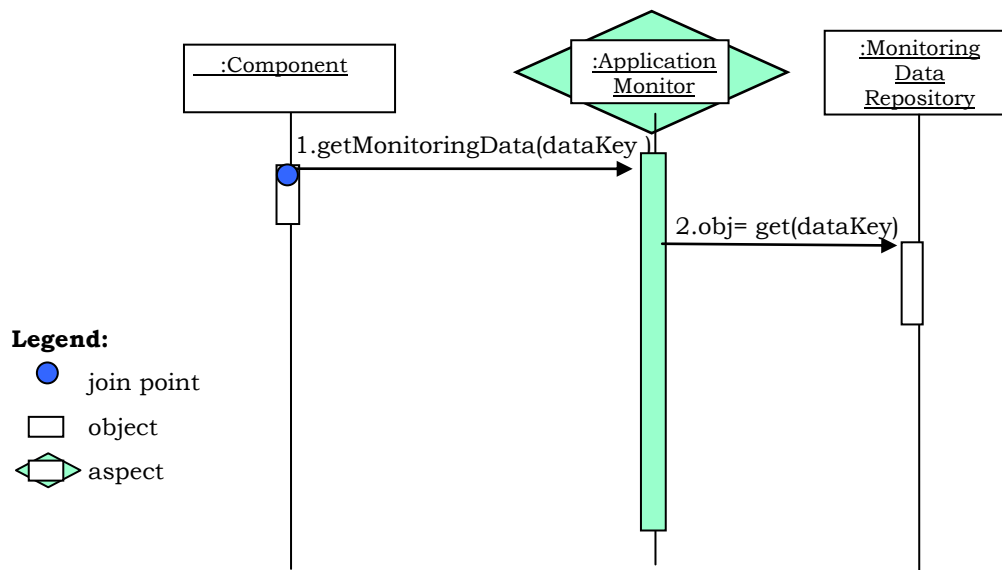 :Component
:Application
Monitor
:Monitoring
Data
Repository
1.getMonitoringData(dataKey )
2.obj= get(dataKey)
Legend:
join point
object
aspect